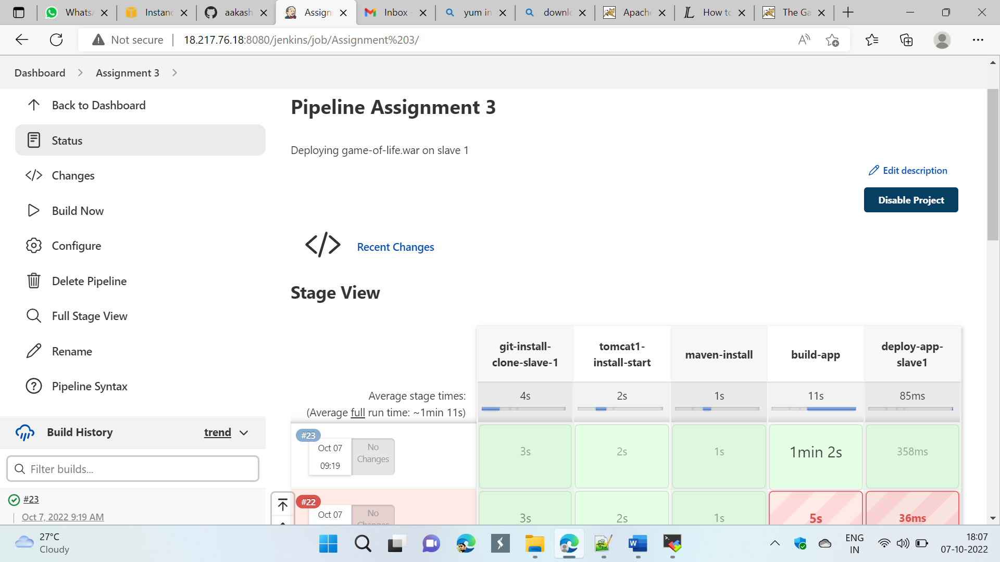 WhatsA
Instanc
aakash
Assign
Inbox -
yum in
downlo
Apache
How to
The Ga
Not secure
18.217.76.18:8080/jenkins/job/Assignment%203/
Dashboard
Assignment 3
Back to Dashboard
Status
Changes
Build Now
Configure
Delete Pipeline
Full Stage View
Rename
Pipeline Syntax
Build History
trend
Filter builds...
#23
Oct 7, 2022 9:19 AM
Pipeline Assignment 3
Deploying game-of-life.war on slave 1
Edit description
Disable Project
Recent Changes
Stage View
git-install-
clone-slave-1
tomcat1-
install-start
maven-install
build-app
deploy-app-
slave1
Average stage times:
(Average full run time: ~1min 11s)
4s
2s
1s
11s
85ms
#23
Oct 07
09:19
No
Changes
3s
2s
1s
1min 2s
358ms
#22
Oct 07
No
Changes
3s
2s
1s
5s
36ms
27°C
Cloudy
ENG
IN
18:07
07-10-2022